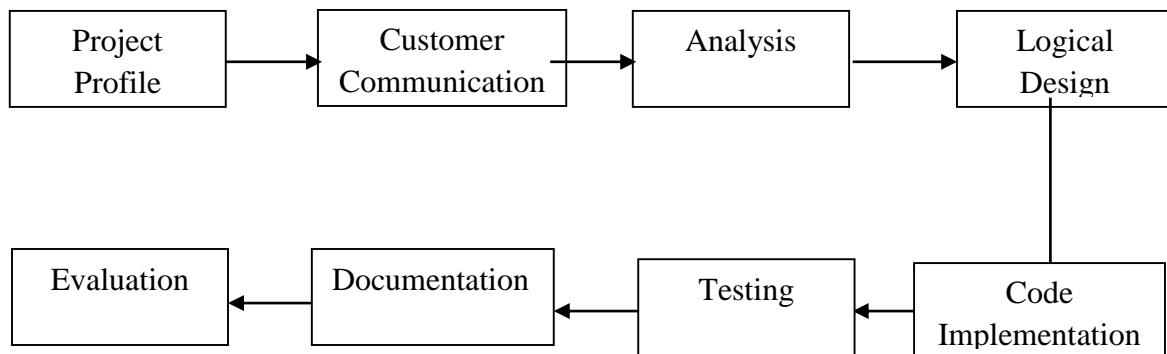 Project
Profile
Customer
Communication
Analysis
Logical
Design
Code
Implementation
Testing
Documentation
Evaluation